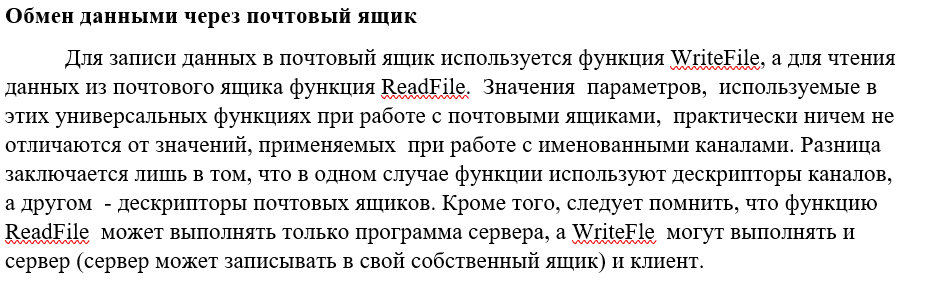 Обмен данными через почтовый ящик
Для записи данных в почтовый ящик используется функция WriteFile, а для чтения
данных из почтового ящика функция ReadFile.  Значения  параметров,  используемые в
этих универсальных функциях при работе с почтовыми ящиками,  практически ничем не
отличаются от значений, применяемых  при работе с именованными каналами. Разница
заключается лишь в том, что в одном случае функции используют дескрипторы каналов,
а другом  - дескрипторы почтовых ящиков. Кроме того, следует помнить, что функцию
ReadFile  может выполнять только программа сервера, а WriteFle  могут выполнять и
сервер (сервер может записывать в свой собственный ящик) и клиент.